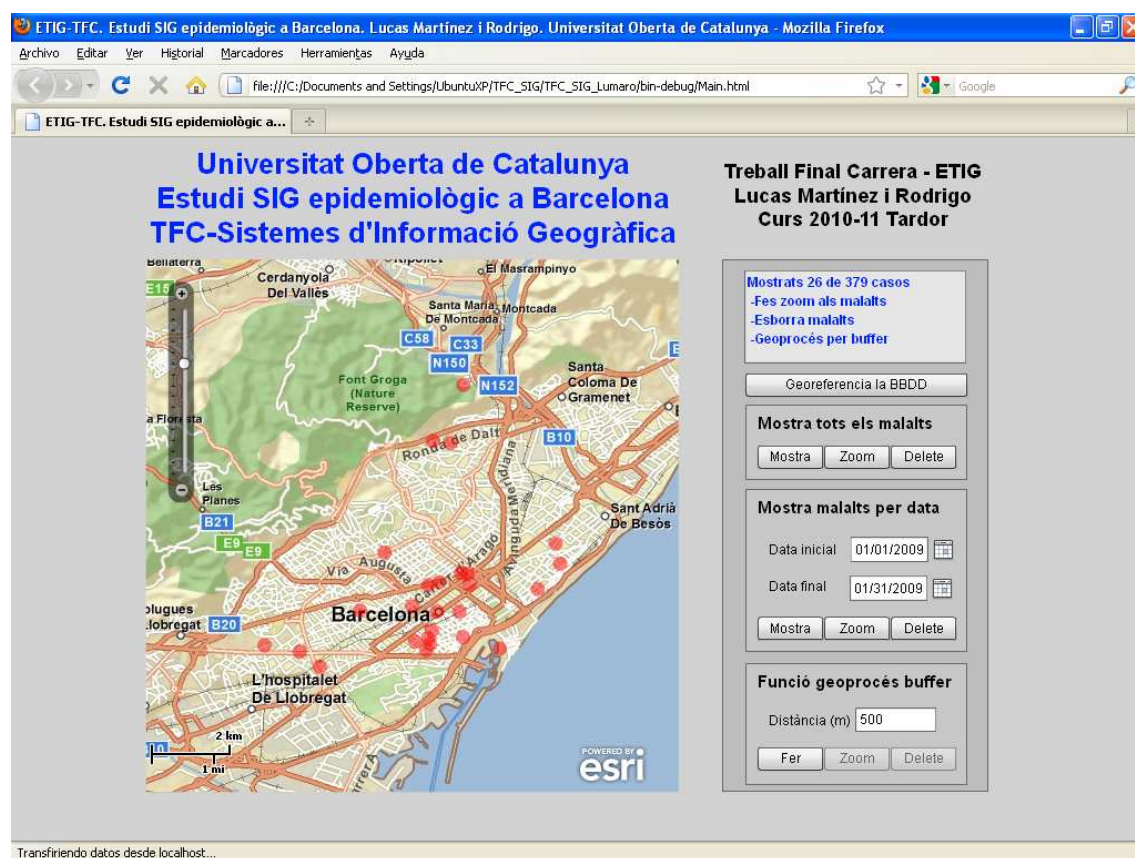 ETIG-TFC. Estudi SIG epidemiològic a Barcelona. Lucas Martínez i Rodrigo. Universitat Oberta de Catalunya - Mozilla Firefox
Archivo Editar Ver Historial Marcadores Herramientas Ayuda
file:///C:/Documents and Settings/UbuntuXP/TFC_SIG/TFC_SIG_Lumaro/bin-debug/Main.html
Google
ETIG-TFC. Estudi SIG epidemiològic a...
Universitat Oberta de Catalunya
Estudi SIG epidemiològic a Barcelona
TFC-Sistemes d'Informació Geogràfica
Treball Final Carrera - ETIG
Lucas Martínez i Rodrigo
Curs 2010-11 Tardor
Bellaterra
Ripollet
El Masrampinyo
Cerdanyola
Del Vallès
E15
Santa Maria
De Montcada
Montcada
C58
C33
N150
N152
Font Groga
(Nature
Reserve)
Santa
Coloma De
Gramenet
a Floresta
Ronda de Dalt
B10
Avinguda Meridiana
Les
Planes
B21
E9
E9
Sant Adrià
De Besòs
Via Augusta
Carrer d'Aragó
Barcelona
plugues
Llobregat
B20
L'hospitalet
De Llobregat
2 km
1 mi
POWERED BY
esri
Mostrats 26 de 379 casos
-Fes zoom als malalts
-Esborra malalts
-Geoprocés per buffer
Georeferencia la BBDD
Mostra tots els malalts
Mostra Zoom Delete
Mostra malalts per data
Data inicial 01/01/2009
Data final 01/31/2009
Mostra Zoom Delete
Funció geoprocés buffer
Distància (m) 500
Fer Zoom Delete
Transfiriendo datos desde localhost...